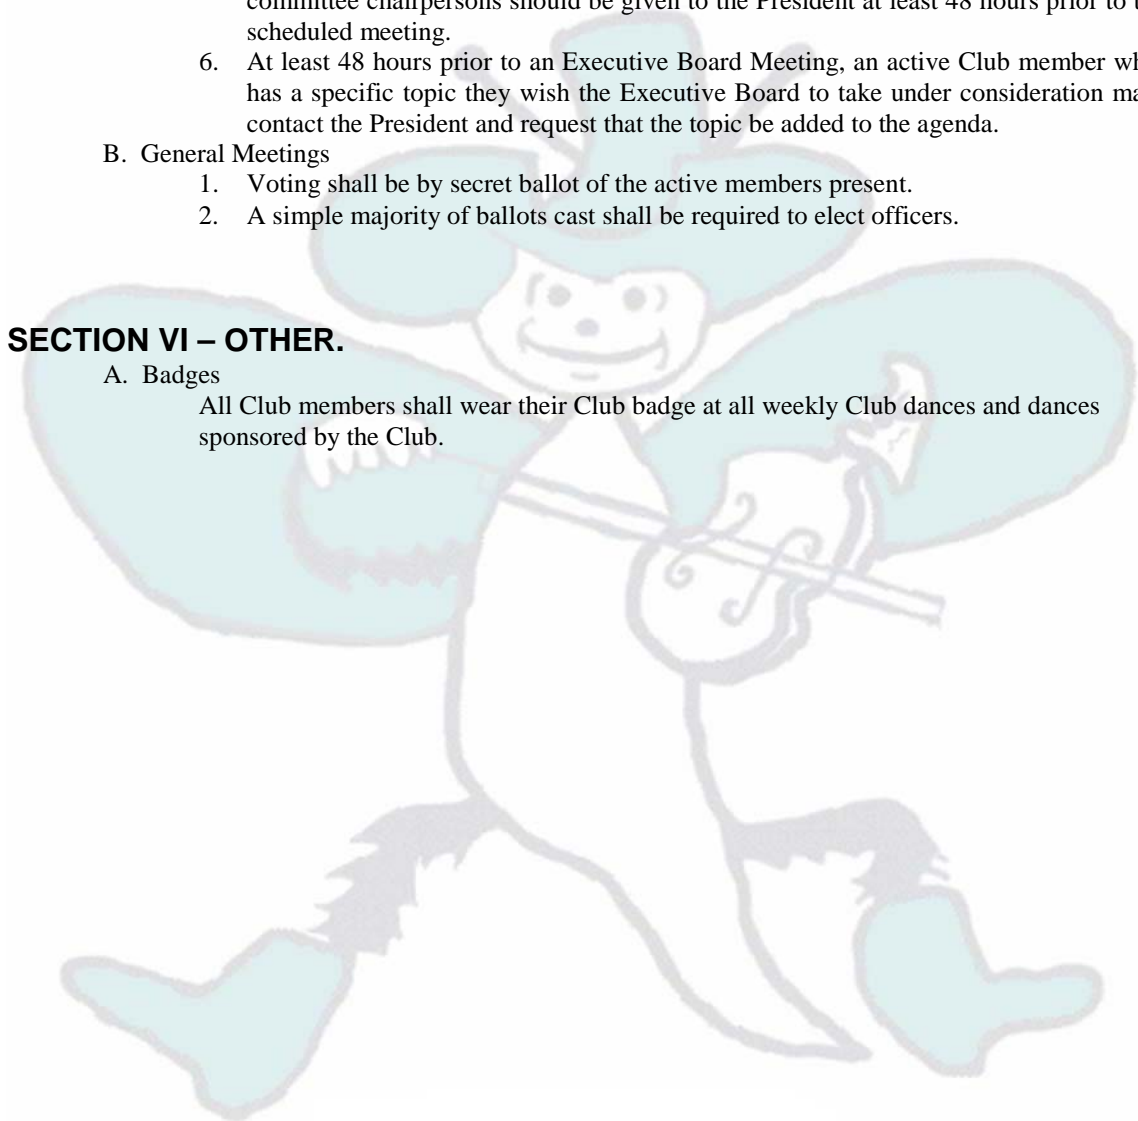 committee chairpersons should be given to the President at least 48 hours prior to
scheduled meeting.
6. At least 48 hours prior to an Executive Board Meeting, an active Club member
has a specific topic they wish the Executive Board to take under consideration
contact the President and request that the topic be added to the agenda.
B. General Meetings
1. Voting shall be by secret ballot of the active members present.
2. A simple majority of ballots cast shall be required to elect officers.
SECTION VI – OTHER.
A. Badges
All Club members shall wear their Club badge at all weekly Club dances and dances
sponsored by the Club.